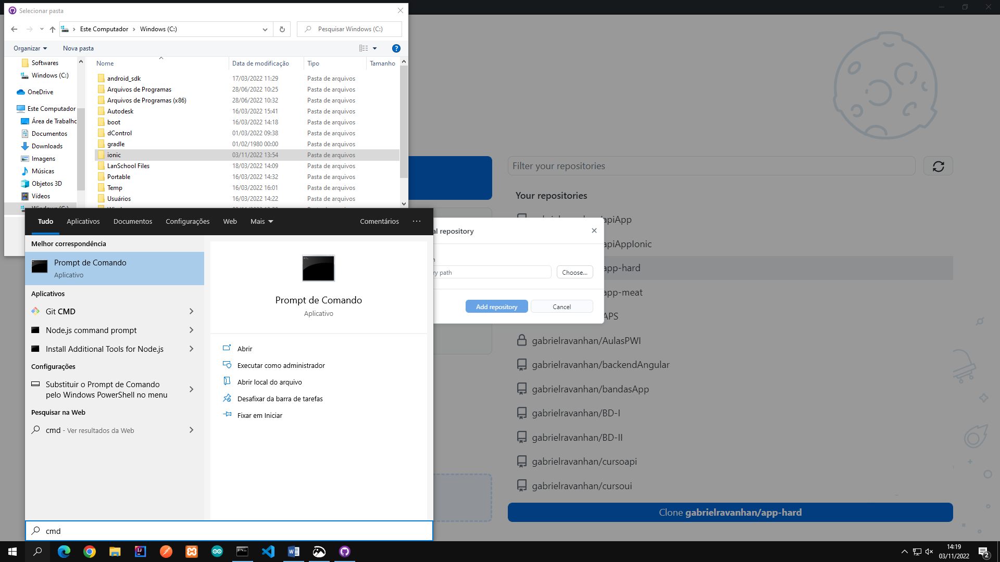 Selecionar pasta
Este Computador
Windows (C:)
Pesquisar Windows (C:)
Organizar
Nova pasta
Softwares
Windows (C:)
OneDrive
Este Computador
Área de Trabalho
Documentos
Downloads
Imagens
Músicas
Objetos 3D
Vídeos
Windows (C:)
Nome Data de modificação Tipo Tamanho
android_sdk 17/03/2022 11:29 Pasta de arquivos
Arquivos de Programas 28/06/2022 10:25 Pasta de arquivos
Arquivos de Programas (x86) 28/06/2022 10:32 Pasta de arquivos
Autodesk 16/03/2022 15:41 Pasta de arquivos
boot 16/03/2022 14:18 Pasta de arquivos
dControl 01/03/2022 09:38 Pasta de arquivos
gradle 01/02/1980 00:00 Pasta de arquivos
ionic 03/11/2022 13:54 Pasta de arquivos
LanSchool Files 18/03/2022 14:09 Pasta de arquivos
Portable 16/03/2022 14:32 Pasta de arquivos
Temp 16/03/2022 16:01 Pasta de arquivos
Usuários 16/03/2022 14:22 Pasta de arquivos
Tudo Aplicativos Documentos Configurações Web Mais Comentários ...
Melhor correspondência
Prompt de Comando
Aplicativo
Aplicativos
Git CMD
Node.js command prompt
Install Additional Tools for Node.js
Configurações
Substituir o Prompt de Comando
pelo Windows PowerShell no menu
Pesquisar na Web
cmd - Ver resultados da Web
Prompt de Comando
Aplicativo
Abrir
Executar como administrador
Abrir local do arquivo
Desafixar da barra de tarefas
Fixar em Iniciar
cmd
al repository
ry path
Choose...
Add repository
Cancel
Filter your repositories
Your repositories
apiApp
apiAppIonic
app-hard
app-meat
APS
gabrielravanhan/AulasPWI
gabrielravanhan/backendAngular
gabrielravanhan/bandasApp
gabrielravanhan/BD-I
gabrielravanhan/BD-II
gabrielravanhan/cursoapi
gabrielravanhan/cursoui
Clone gabrielravanhan/app-hard
14:19
03/11/2022
2